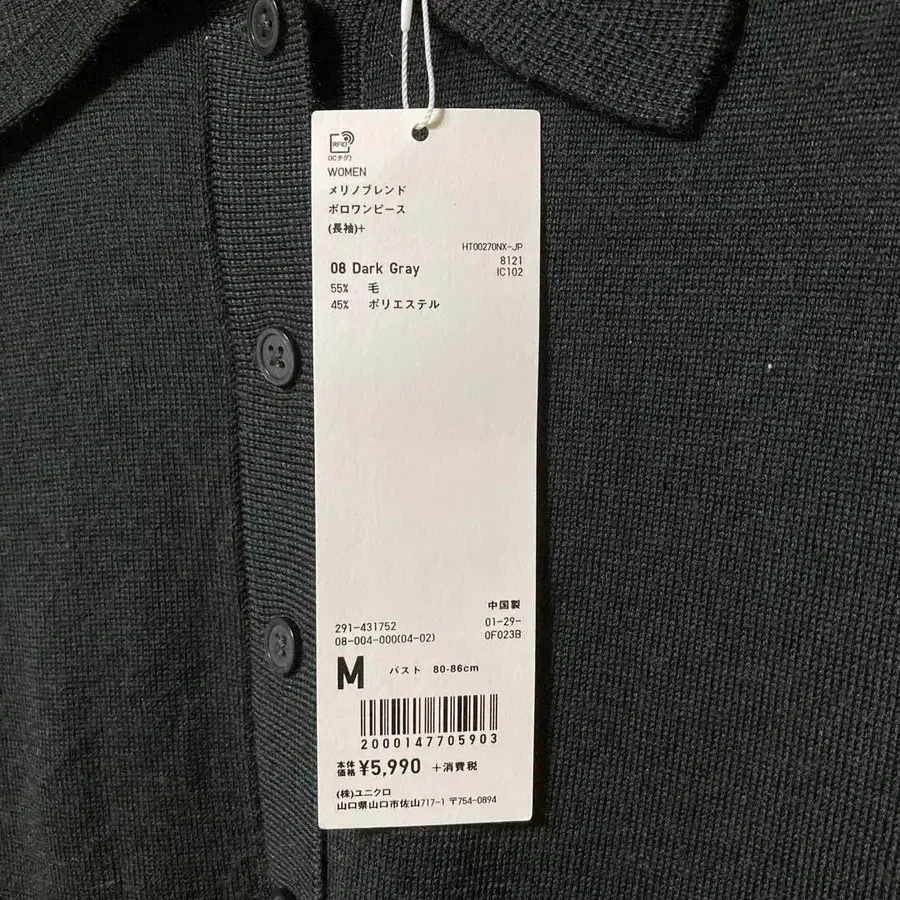 RFID
(ICタグ)
WOMEN
メリノブレンド
ポロワンピース
(長袖)+
HT00270NX-JP
08 Dark Gray 8121
IC102
55% 毛
45% ポリエステル
中国製
291-431752 01-29-
08-004-000(04-02) 0F023B
M バスト 80-86cm
2000147705903
本体価格 ¥5,990 +消費税
(株)ユニクロ
山口県山口市佐山717-1 〒754-0894